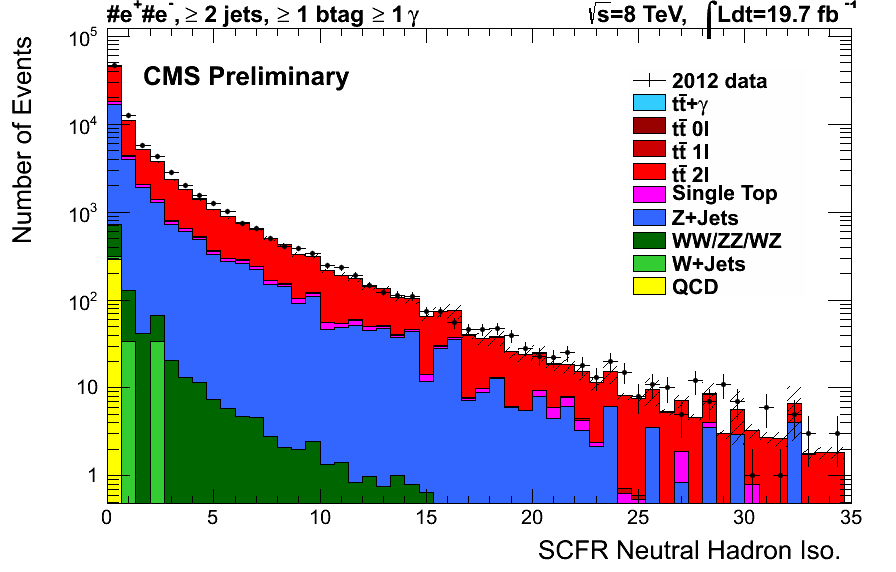 #e⁺#e⁻, ≥ 2 jets, ≥ 1 btag ≥ 1 γ
√s=8 TeV, ∫Ldt=19.7 fb⁻¹
CMS Preliminary
Number of Events
10⁵
10⁴
10³
10²
10
1
2012 data
tt̄+γ
tt̄ 0l
tt̄ 1l
tt̄ 2l
Single Top
Z+Jets
WW/ZZ/WZ
W+Jets
QCD
0 5 10 15 20 25 30 35
SCFR Neutral Hadron Iso.